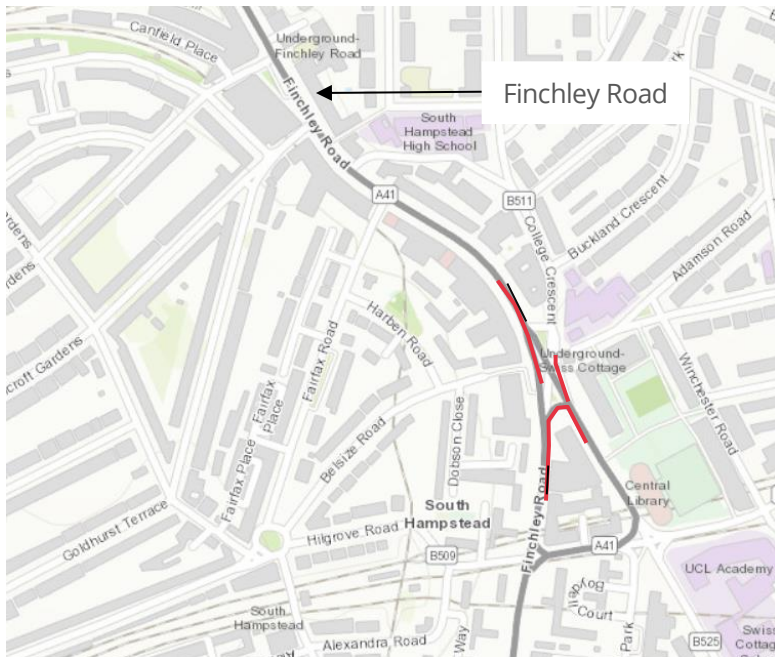 Canfield Place
Underground-
Finchley Road
Finchley Road
Finchley Road
South
Hampstead
High School
A41
B511
College Crescent
Buckland Crescent
Adamson Road
Park
ardens
rdens
croft Gardens
Harben Road
Fairfax Road
Fairfax
Place
Underground-
Swiss Cottage
Winchester Road
Belsize Road
Dobson Close
Fairfax Place
Goldhurst Terrace
Central
Library
South
Hampstead
Finchley Road
Hilgrove Road
B509
A41
UCL Academy
Boydell
Court
South
Hampstead
Alexandra Road
Way
Park
B525
Swiss
Cottag